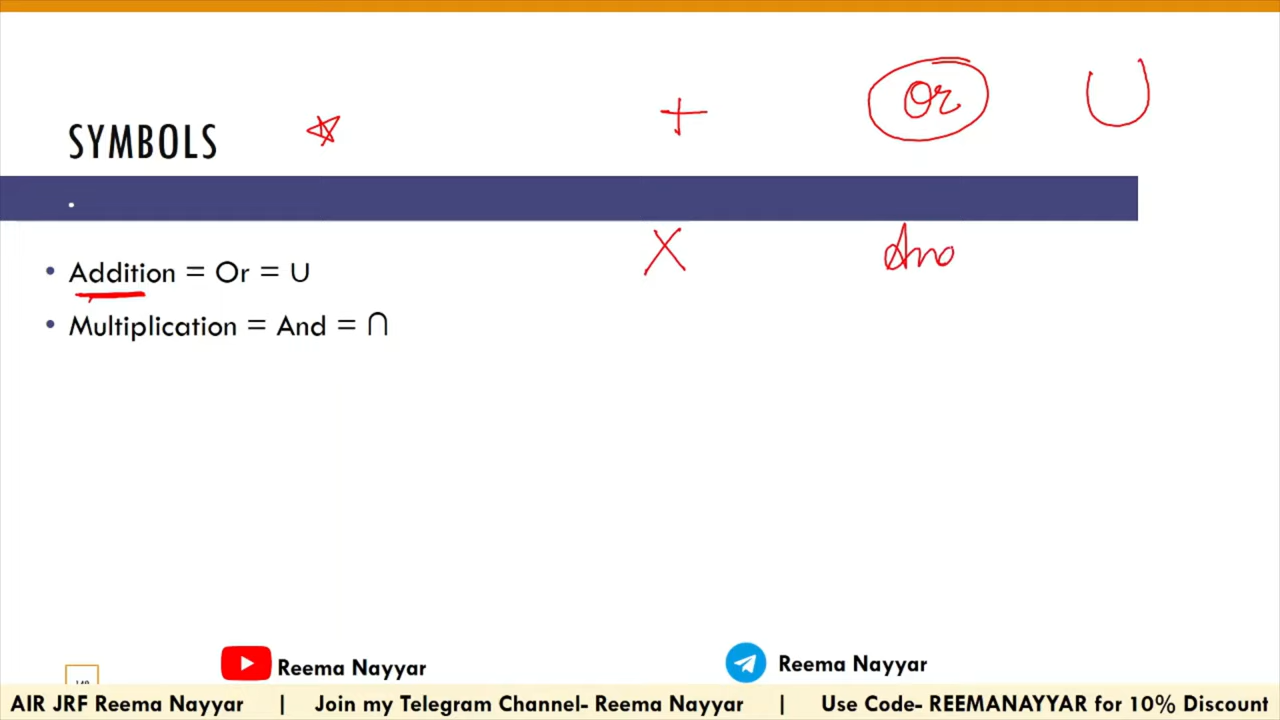 + Or U
SYMBOLS
.
X
• Addition = Or = ∪
• Multiplication = And = ∩
Reema Nayyar
Reema Nayyar
AIR JRF Reema Nayyar | Join my Telegram Channel- Reema Nayyar | Use Code- REEMANAYYAR for 10% Discount